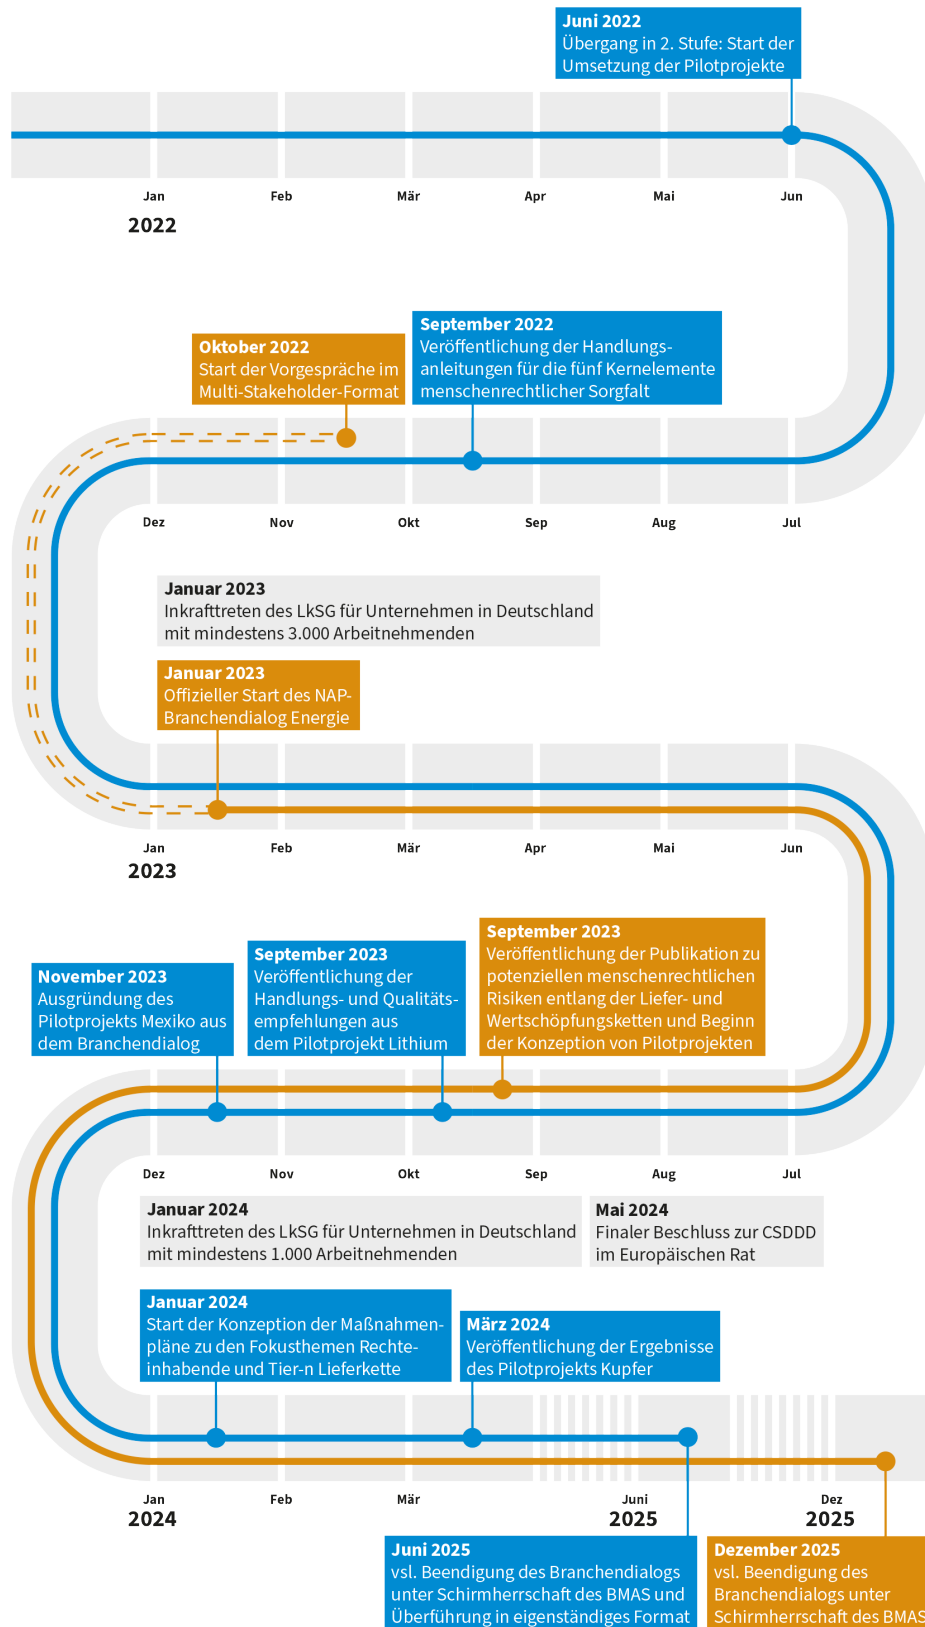 Juni 2022
Übergang in 2. Stufe: Start der
Umsetzung der Pilotprojekte
Jan
Feb
Mär
Apr
Mai
Jun
2022
Oktober 2022
Start der Vorgespräche im
Multi-Stakeholder-Format
September 2022
Veröffentlichung der Handlungs-
anleitungen für die fünf Kernelemente
menschenrechtlicher Sorgfalt
Dez
Nov
Okt
Sep
Aug
Jul
Januar 2023
Inkrafttreten des LkSG für Unternehmen in Deutschland
mit mindestens 3.000 Arbeitnehmenden
Januar 2023
Offizieller Start des NAP-
Branchendialog Energie
Jan
Feb
Mär
Apr
Mai
Jun
2023
November 2023
Ausgründung des
Pilotprojekts Mexiko aus
dem Branchendialog
September 2023
Veröffentlichung der
Handlungs- und Qualitäts-
empfehlungen aus
dem Pilotprojekt Lithium
September 2023
Veröffentlichung der Publikation zu
potenziellen menschenrechtlichen
Risiken entlang der Liefer- und
Wertschöpfungsketten und Beginn
der Konzeption von Pilotprojekten
Dez
Nov
Okt
Sep
Aug
Jul
Januar 2024
Inkrafttreten des LkSG für Unternehmen in Deutschland
mit mindestens 1.000 Arbeitnehmenden
Mai 2024
Finaler Beschluss zur CSDDD
im Europäischen Rat
Januar 2024
Start der Konzeption der Maßnahmen-
pläne zu den Fokusthemen Rechte-
inhabende und Tier-n Lieferkette
März 2024
Veröffentlichung der Ergebnisse
des Pilotprojekts Kupfer
Jan
Feb
Mär
Juni
Dez
2024
2025
2025
Juni 2025
vsl. Beendigung des Branchendialogs
unter Schirmherrschaft des BMAS und
Überführung in eigenständiges Format
Dezember 2025
vsl. Beendigung des
Branchendialogs unter
Schirmherrschaft des BMAS